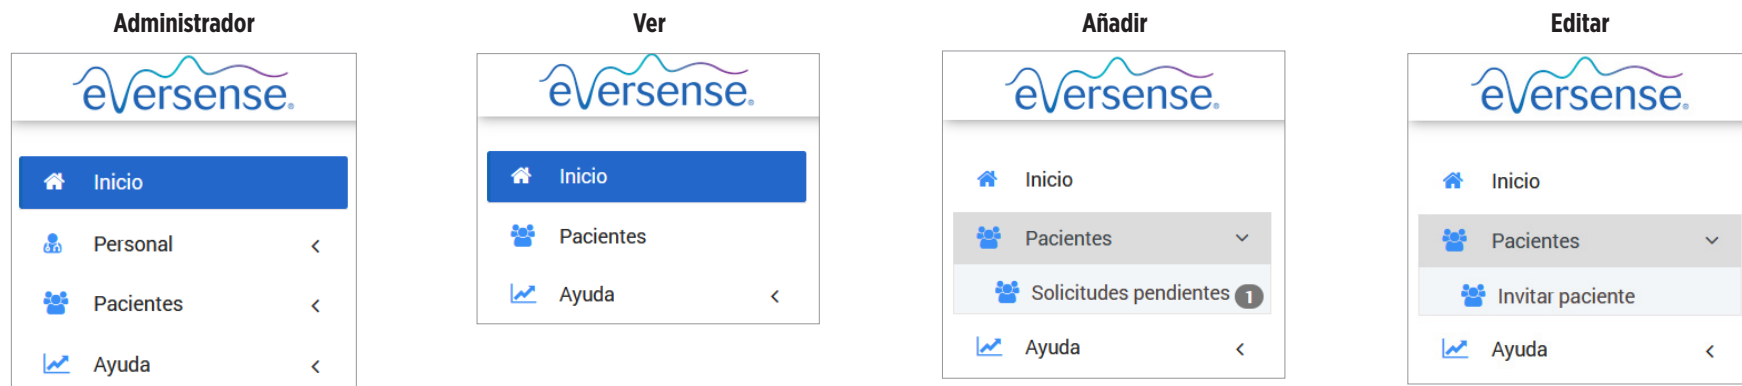 Administrador
eversense®
Inicio
Personal
Pacientes
Ayuda
Ver
eversense®
Inicio
Pacientes
Ayuda
Añadir
eversense®
Inicio
Pacientes
Solicitudes pendientes 1
Ayuda
Editar
eversense®
Inicio
Pacientes
Invitar paciente
Ayuda